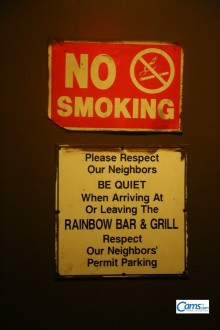 NO
SMOKING
Please Respect
Our Neighbors
BE QUIET
When Arriving At
Or Leaving The
RAINBOW BAR & GRILL
Respect
Our Neighbors'
Permit Parking
Cams.com